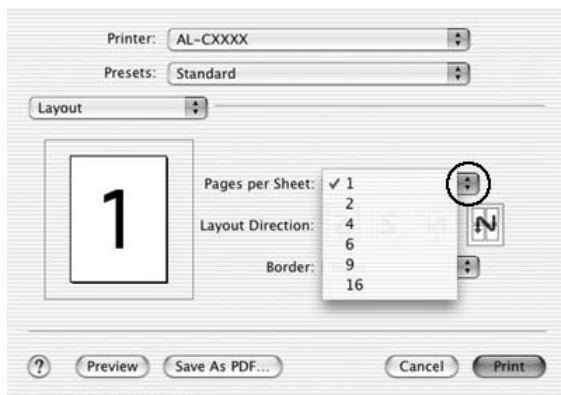 Printer: AL-CXXXX
Presets: Standard
Layout
1
Pages per Sheet: ✓ 1
2
Layout Direction: 4
6
Border: 9
16
? Preview Save As PDF... Cancel Print